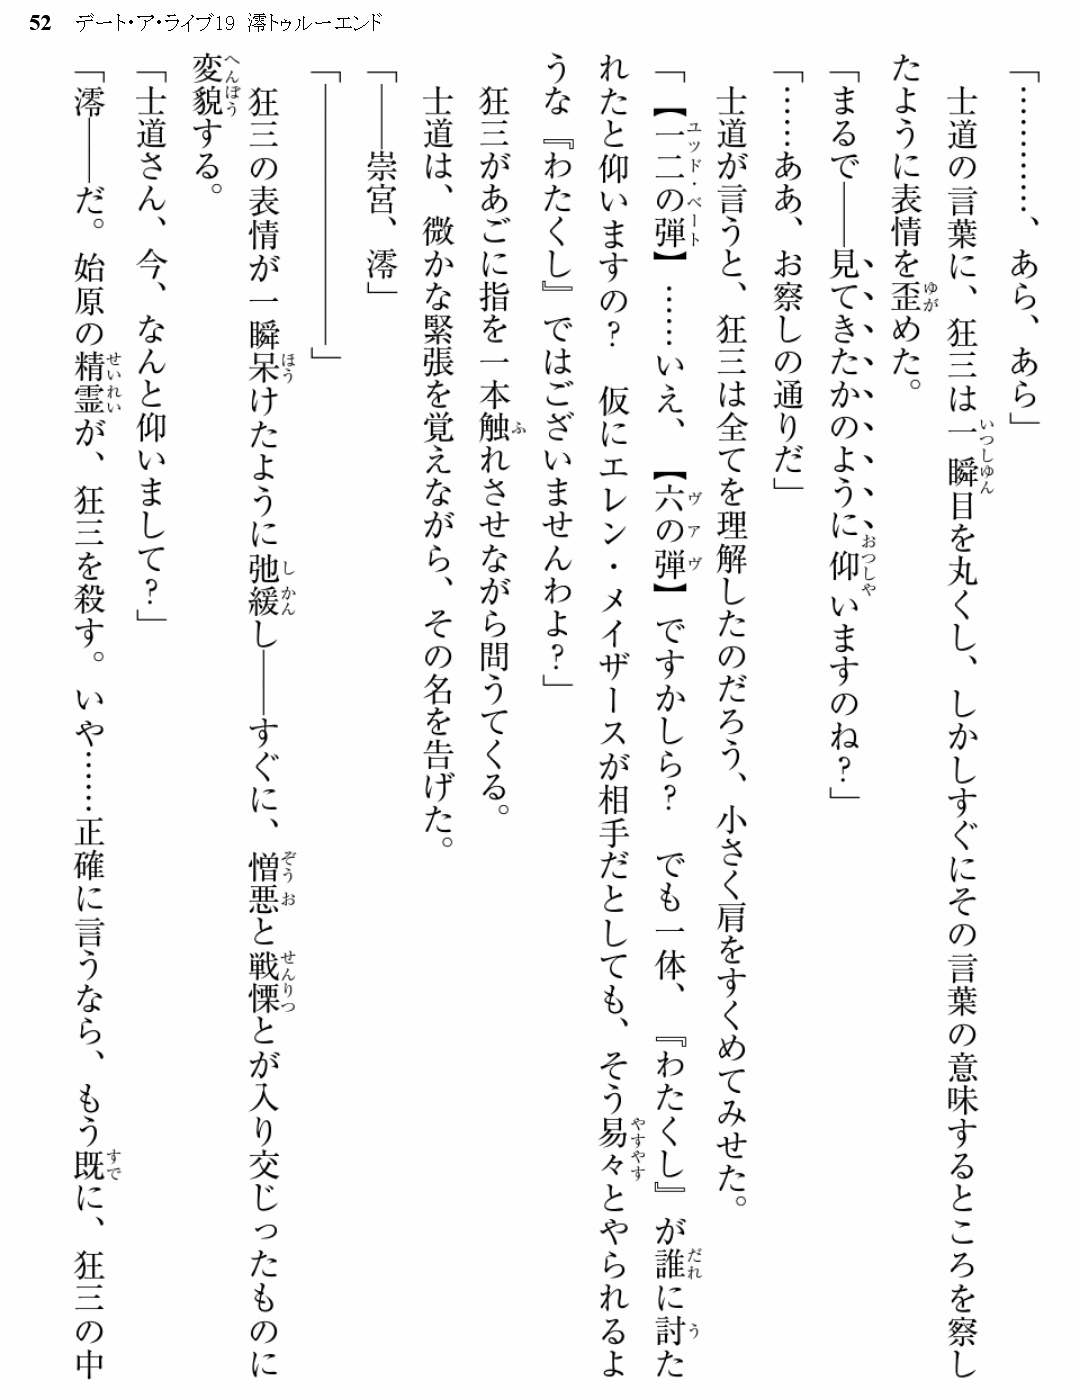 52 デート・ア・ライブ19 澪トゥルーエンド
「…………、あら、あら」
　士道の言葉に、狂三は一瞬目を丸くし、しかしすぐにその言葉の意味するところを察し
たように表情を歪めた。
「まるで――見てきたかのように仰いますのね？」
「……ああ、お察しの通りだ」
　士道が言うと、狂三は全てを理解したのだろう、小さく肩をすくめてみせた。
「【一二の弾】……いえ、【六の弾】ですかしら？　でも一体、『わたくし』が誰に討た
れたと仰いますの？　仮にエレン・メイザースが相手だとしても、そう易々とやられるよ
うな『わたくし』ではございませんわよ？」
　狂三があごに指を一本触れさせながら問うてくる。
　士道は、微かな緊張を覚えながら、その名を告げた。
「――崇宮、澪」
「――――――――」
　狂三の表情が一瞬呆けたように弛緩し――すぐに、憎悪と戦慄とが入り交じったものに
変貌する。
「士道さん、今、なんと仰いまして？」
「澪――だ。始原の精霊が、狂三を殺す。いや……正確に言うなら、もう既に、狂三の中